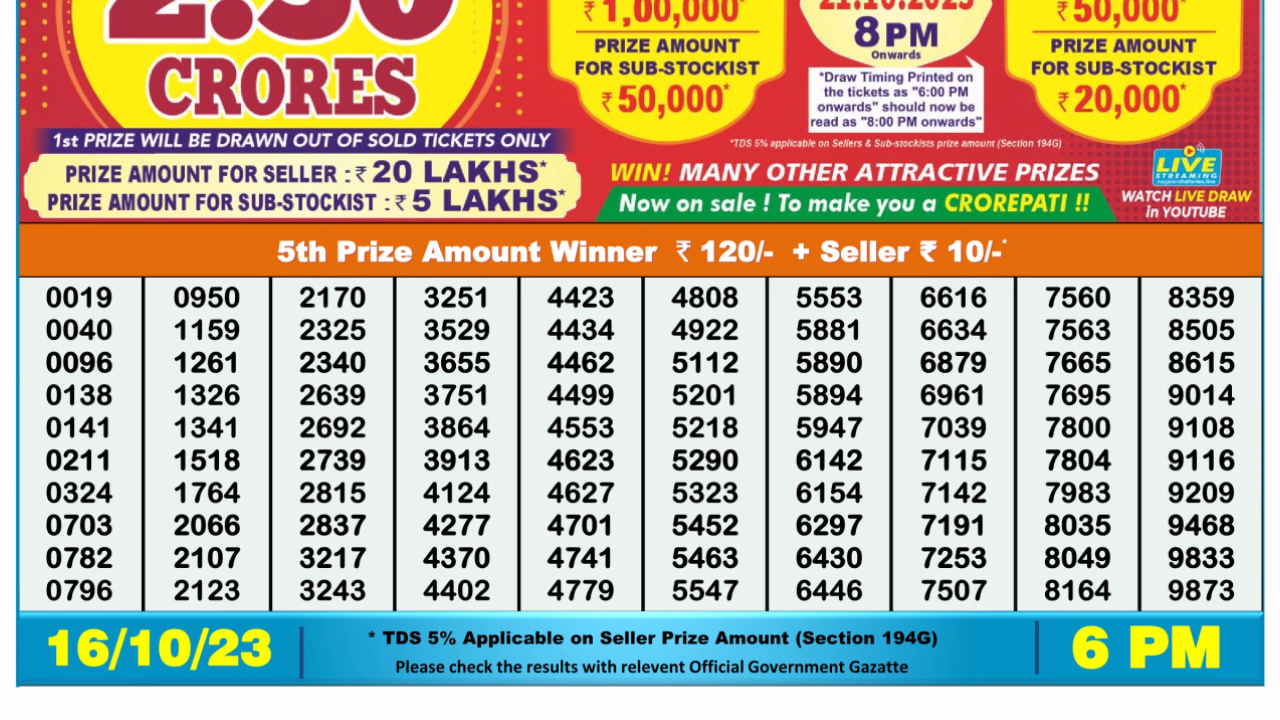 2.50
CRORES
1st PRIZE WILL BE DRAWN OUT OF SOLD TICKETS ONLY
PRIZE AMOUNT FOR SELLER : ₹ 20 LAKHS*
PRIZE AMOUNT FOR SUB-STOCKIST : ₹ 5 LAKHS*
₹ 1,00,000*
PRIZE AMOUNT
FOR SUB-STOCKIST
₹ 50,000*
21.10.2023
8 PM
Onwards
*Draw Timing Printed on
the tickets as "6:00 PM
onwards" should now be
read as "8:00 PM onwards"
₹ 50,000*
PRIZE AMOUNT
FOR SUB-STOCKIST
₹ 20,000*
*TDS 5% applicable on Sellers & Sub-stockists prize amount (Section 194G)
WIN! MANY OTHER ATTRACTIVE PRIZES
Now on sale ! To make you a CROREPATI !!
LIVE
STREAMING
WATCH LIVE DRAW
in YOUTUBE
5th Prize Amount Winner ₹ 120/- + Seller ₹ 10/-*
0019 0950 2170 3251 4423 4808 5553 6616 7560 8359
0040 1159 2325 3529 4434 4922 5881 6634 7563 8505
0096 1261 2340 3655 4462 5112 5890 6879 7665 8615
0138 1326 2639 3751 4499 5201 5894 6961 7695 9014
0141 1341 2692 3864 4553 5218 5947 7039 7800 9108
0211 1518 2739 3913 4623 5290 6142 7115 7804 9116
0324 1764 2815 4124 4627 5323 6154 7142 7983 9209
0703 2066 2837 4277 4701 5452 6297 7191 8035 9468
0782 2107 3217 4370 4741 5463 6430 7253 8049 9833
0796 2123 3243 4402 4779 5547 6446 7507 8164 9873
16/10/23
* TDS 5% Applicable on Seller Prize Amount (Section 194G)
Please check the results with relevent Official Government Gazatte
6 PM